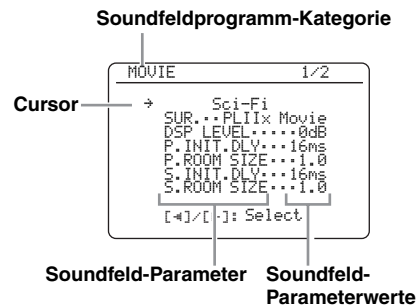 Soundfeldprogramm-Kategorie
MOVIE 1/2
Cursor → Sci-Fi
SUR.··PLIIx Movie
DSP LEVEL·····0dB
P.INIT.DLY···16ms
P.ROOM SIZE···1.0
S.INIT.DLY···16ms
S.ROOM SIZE···1.0
[◀]/[▶]: Select
Soundfeld-Parameter Soundfeld-
Parameterwerte